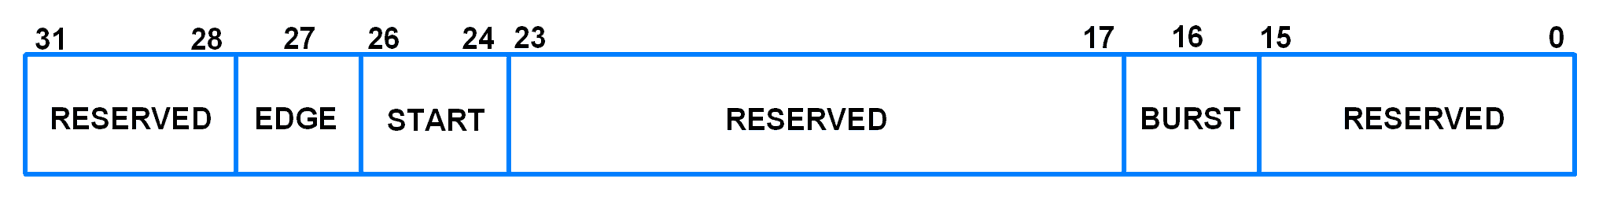 31 28 27 26 24 23 17 16 15 0
RESERVED EDGE START RESERVED BURST RESERVED